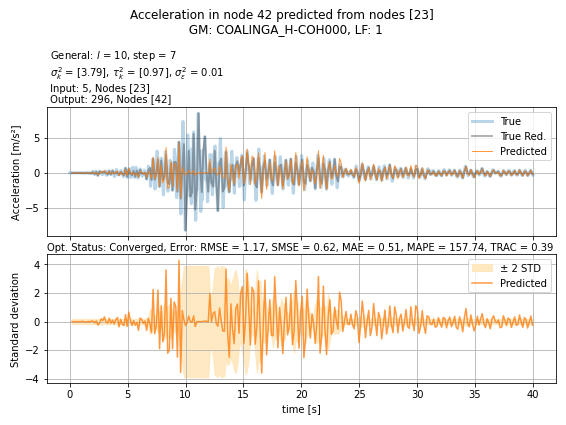 Acceleration in node 42 predicted from nodes [23]
GM: COALINGA_H-COH000, LF: 1
General: l = 10, step = 7
σ²ₖ = [3.79], τ²ₖ = [0.97], σ²ᵣ = 0.01
Input: 5, Nodes [23]
Output: 296, Nodes [42]
Acceleration [m/s²]
5
0
−5
True
True Red.
Predicted
Opt. Status: Converged, Error: RMSE = 1.17, SMSE = 0.62, MAE = 0.51, MAPE = 157.74, TRAC = 0.39
Standard deviation
4
2
0
−2
−4
± 2 STD
Predicted
0 5 10 15 20 25 30 35 40
time [s]